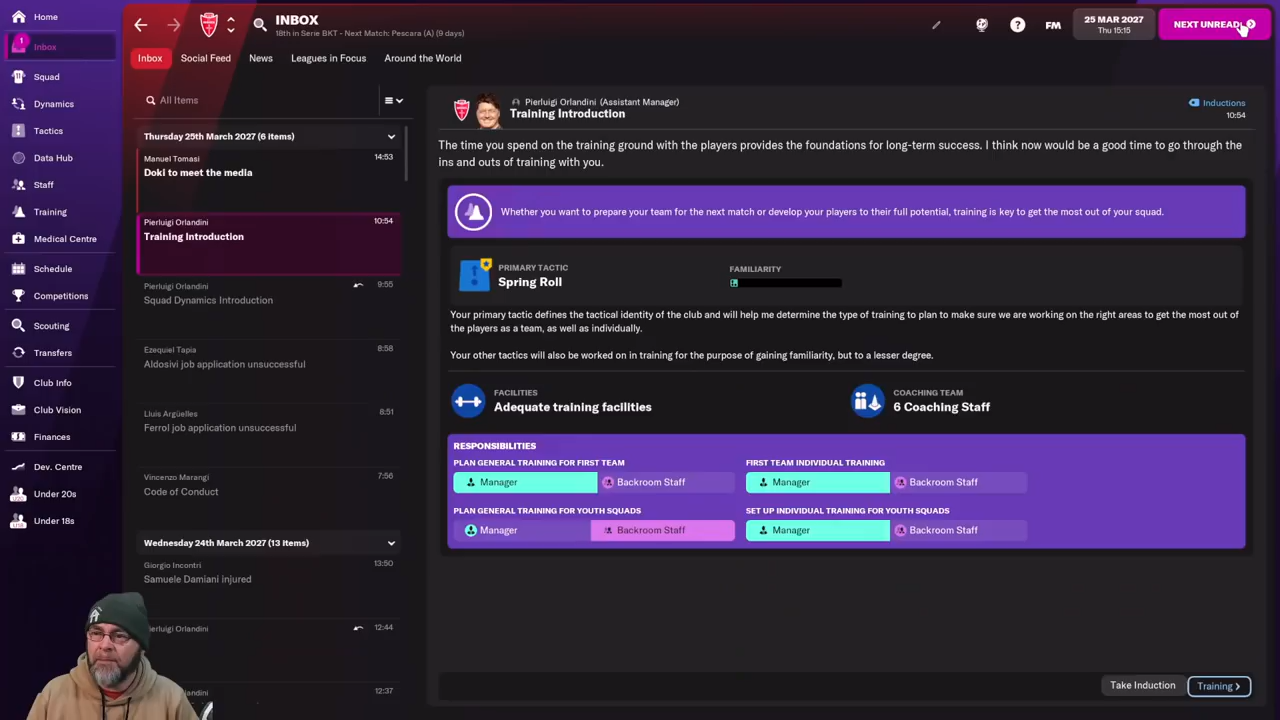 Home
1
Inbox
Squad
Dynamics
Tactics
Data Hub
Staff
Training
Medical Centre
Schedule
Competitions
Scouting
Transfers
Club Info
Club Vision
Finances
Dev. Centre
Under 20s
Under 18s
INBOX
18th in Serie BKT - Next Match: Pescara (A) (9 days)
FM
25 MAR 2027
Thu 15:15
NEXT UNREAD
Inbox
Social Feed
News
Leagues in Focus
Around the World
All Items
Thursday 25th March 2027 (6 items)
Manuel Tomasi
14:53
Doki to meet the media
Pierluigi Orlandini
10:54
Training Introduction
Pierluigi Orlandini
9:55
Squad Dynamics Introduction
Ezequiel Tapia
8:58
Aldosivi job application unsuccessful
Lluis Argüelles
8:51
Ferrol job application unsuccessful
Vincenzo Marangi
7:56
Code of Conduct
Wednesday 24th March 2027 (13 items)
Giorgio Incontri
13:50
Samuele Damiani injured
Pierluigi Orlandini
12:44
12:37
Pierluigi Orlandini (Assistant Manager)
Training Introduction
Inductions
10:54
The time you spend on the training ground with the players provides the foundations for long-term success. I think now would be a good time to go through the
ins and outs of training with you.
Whether you want to prepare your team for the next match or develop your players to their full potential, training is key to get the most out of your squad.
PRIMARY TACTIC
Spring Roll
FAMILIARITY
Your primary tactic defines the tactical identity of the club and will help me determine the type of training to plan to make sure we are working on the right areas to get the most out of
the players as a team, as well as individually.
Your other tactics will also be worked on in training for the purpose of gaining familiarity, but to a lesser degree.
FACILITIES
Adequate training facilities
COACHING TEAM
6 Coaching Staff
RESPONSIBILITIES
PLAN GENERAL TRAINING FOR FIRST TEAM
Manager
Backroom Staff
FIRST TEAM INDIVIDUAL TRAINING
Manager
Backroom Staff
PLAN GENERAL TRAINING FOR YOUTH SQUADS
Manager
Backroom Staff
SET UP INDIVIDUAL TRAINING FOR YOUTH SQUADS
Manager
Backroom Staff
Take Induction
Training